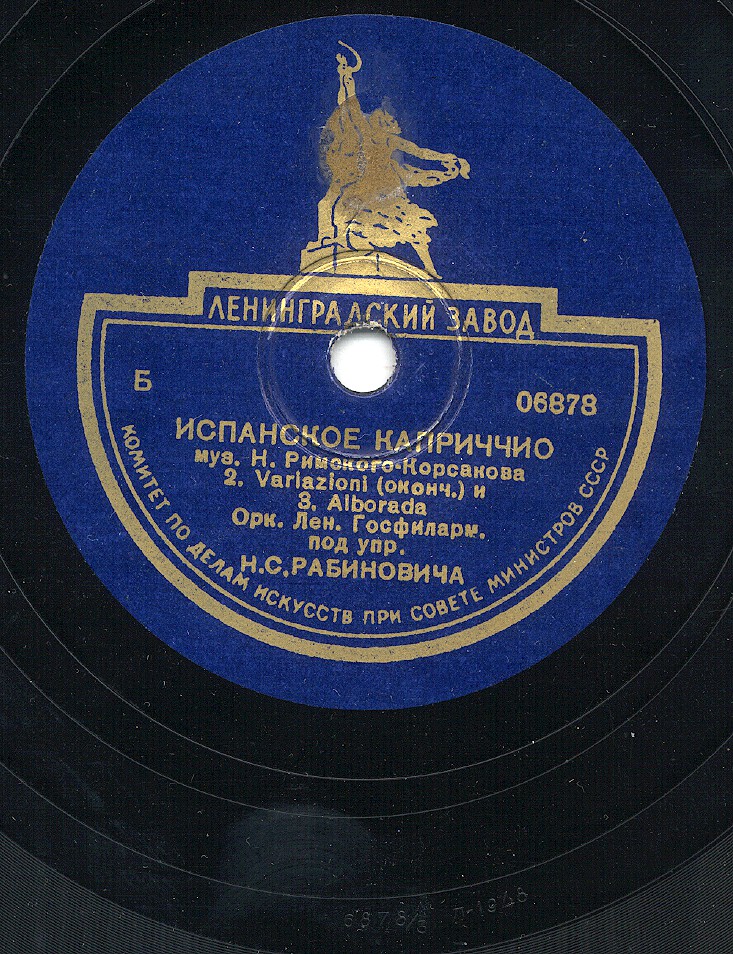 ЛЕНИНГРАДСКИЙ ЗАВОД
Б 06878
ИСПАНСКОЕ КАПРИЧЧИО
муз. Н. Римского-Корсакова
2. Variazioni (оконч.) и
3. Alborada
Орк. Лен. Госфиларм.
под упр.
Н.С.РАБИНОВИЧА
КОМИТЕТ ПО ДЕЛАМ ИСКУССТВ ПРИ СОВЕТЕ МИНИСТРОВ СССР